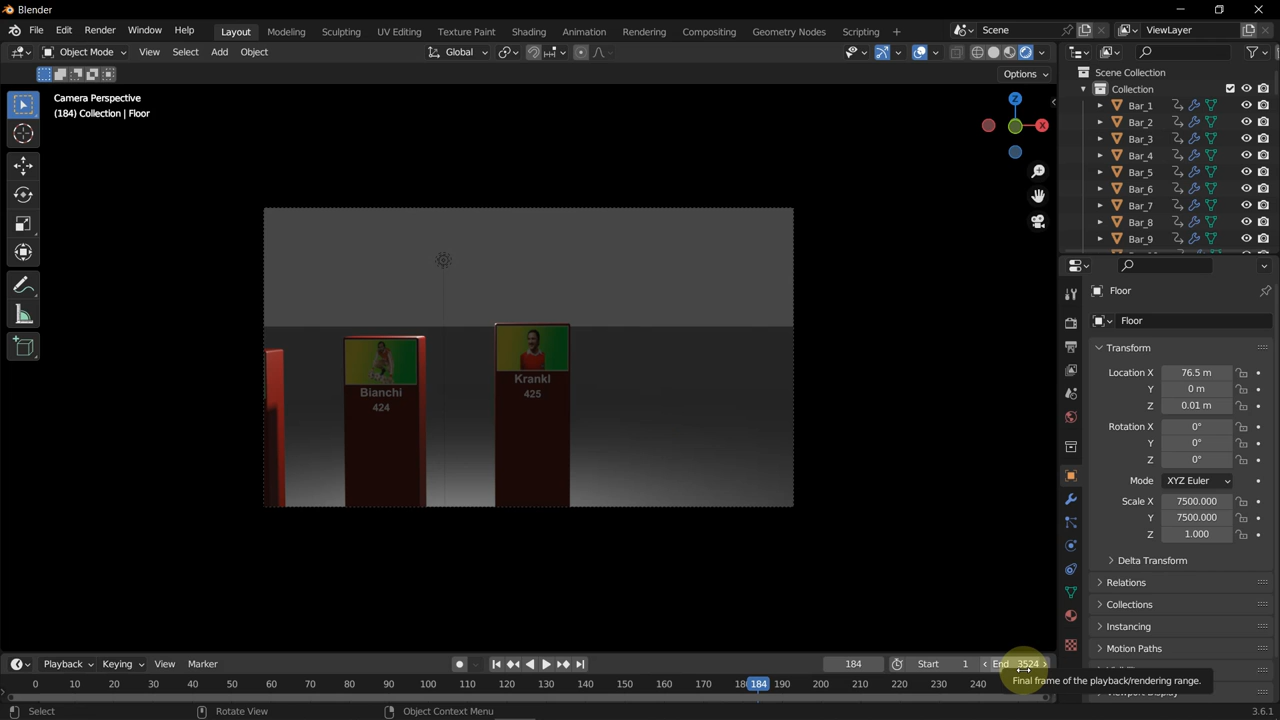 Blender
File Edit Render Window Help
Layout Modeling Sculpting UV Editing Texture Paint Shading Animation Rendering Compositing Geometry Nodes Scripting +
Scene
ViewLayer
Object Mode View Select Add Object
Global
Options
Camera Perspective
(184) Collection | Floor
Z
X
Bianchi
424
Krankl
425
Scene Collection
Collection
Bar_1
Bar_2
Bar_3
Bar_4
Bar_5
Bar_6
Bar_7
Bar_8
Bar_9
Floor
Floor
Transform
Location X 76.5 m
Y 0 m
Z 0.01 m
Rotation X 0°
Y 0°
Z 0°
Mode XYZ Euler
Scale X 7500.000
Y 7500.000
Z 1.000
Delta Transform
Relations
Collections
Instancing
Motion Paths
Playback Keying View Marker
184 Start 1 End 3524
Final frame of the playback/rendering range.
0 10 20 30 40 50 60 70 80 90 100 110 120 130 140 150 160 170 184 190 200 210 220 230 240
Select Rotate View Object Context Menu 3.6.1